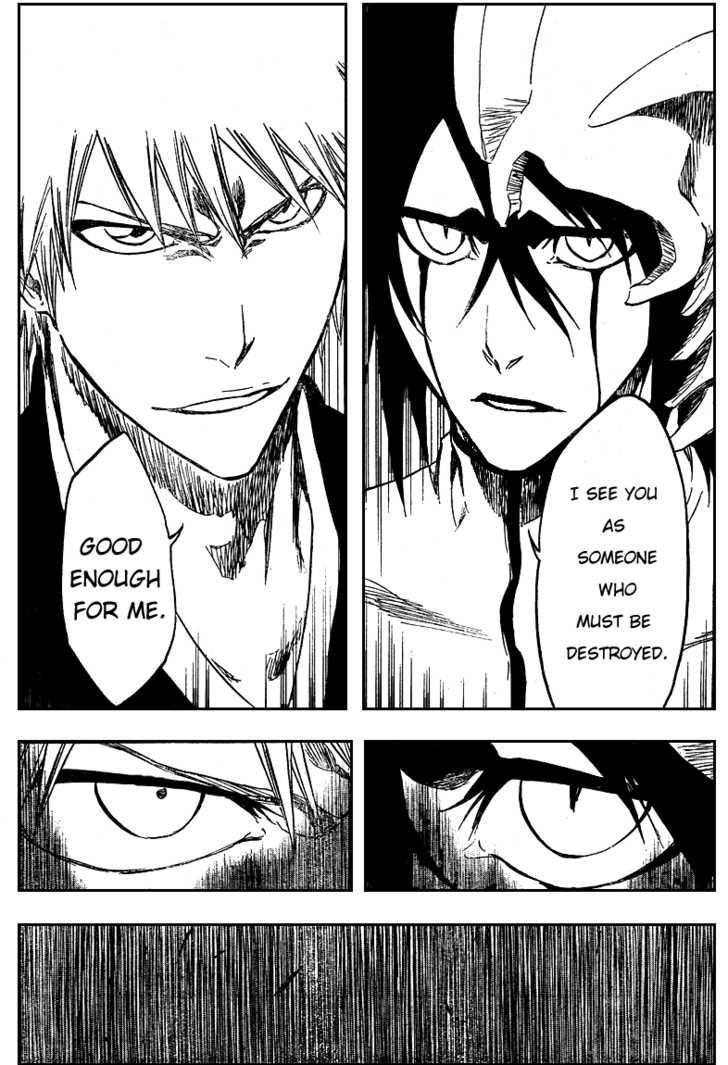 I SEE YOU
AS
SOMEONE
WHO
MUST BE
DESTROYED.
GOOD
ENOUGH
FOR ME.